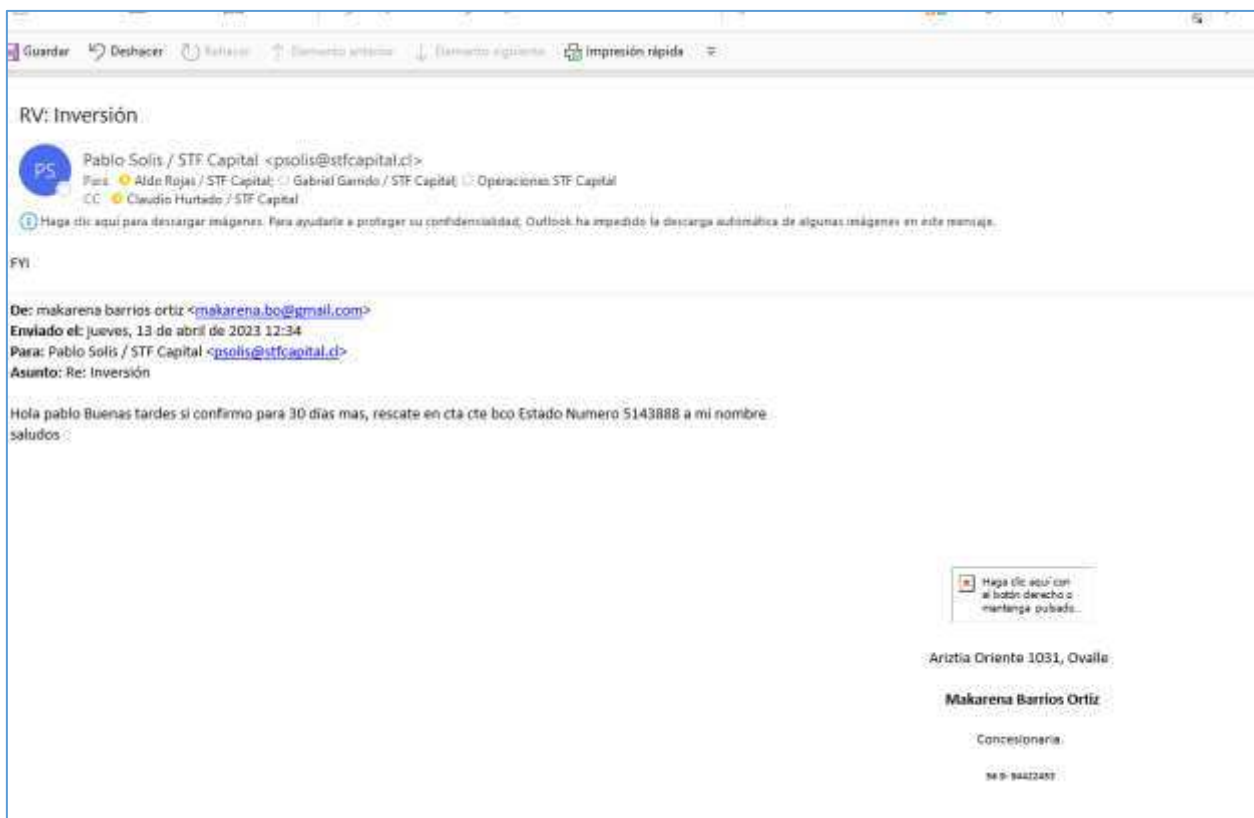 Guardar Deshacer Rehacer Elemento anterior Elemento siguiente Impresión rápida
RV: Inversión
PS
Pablo Solis / STF Capital <psolis@stfcapital.cl>
Para Aldo Rojas / STF Capital; Gabriel Garrido / STF Capital; Operaciones STF Capital
CC Claudio Hurtado / STF Capital
Haga clic aquí para descargar imágenes. Para ayudarle a proteger su confidencialidad, Outlook ha impedido la descarga automática de algunas imágenes en este mensaje.
FYI
De: makarena barrios ortiz <makarena.bo@gmail.com>
Enviado el: jueves, 13 de abril de 2023 12:34
Para: Pablo Solis / STF Capital <psolis@stfcapital.cl>
Asunto: Re: Inversión
Hola pablo Buenas tardes si confirmo para 30 días mas, rescate en cta cte bco Estado Numero 5143888 a mi nombre
saludos
Haga clic aquí con
el botón derecho o
mantenga pulsado...
Ariztia Oriente 1031, Ovalle
Makarena Barrios Ortiz
Concesionaria